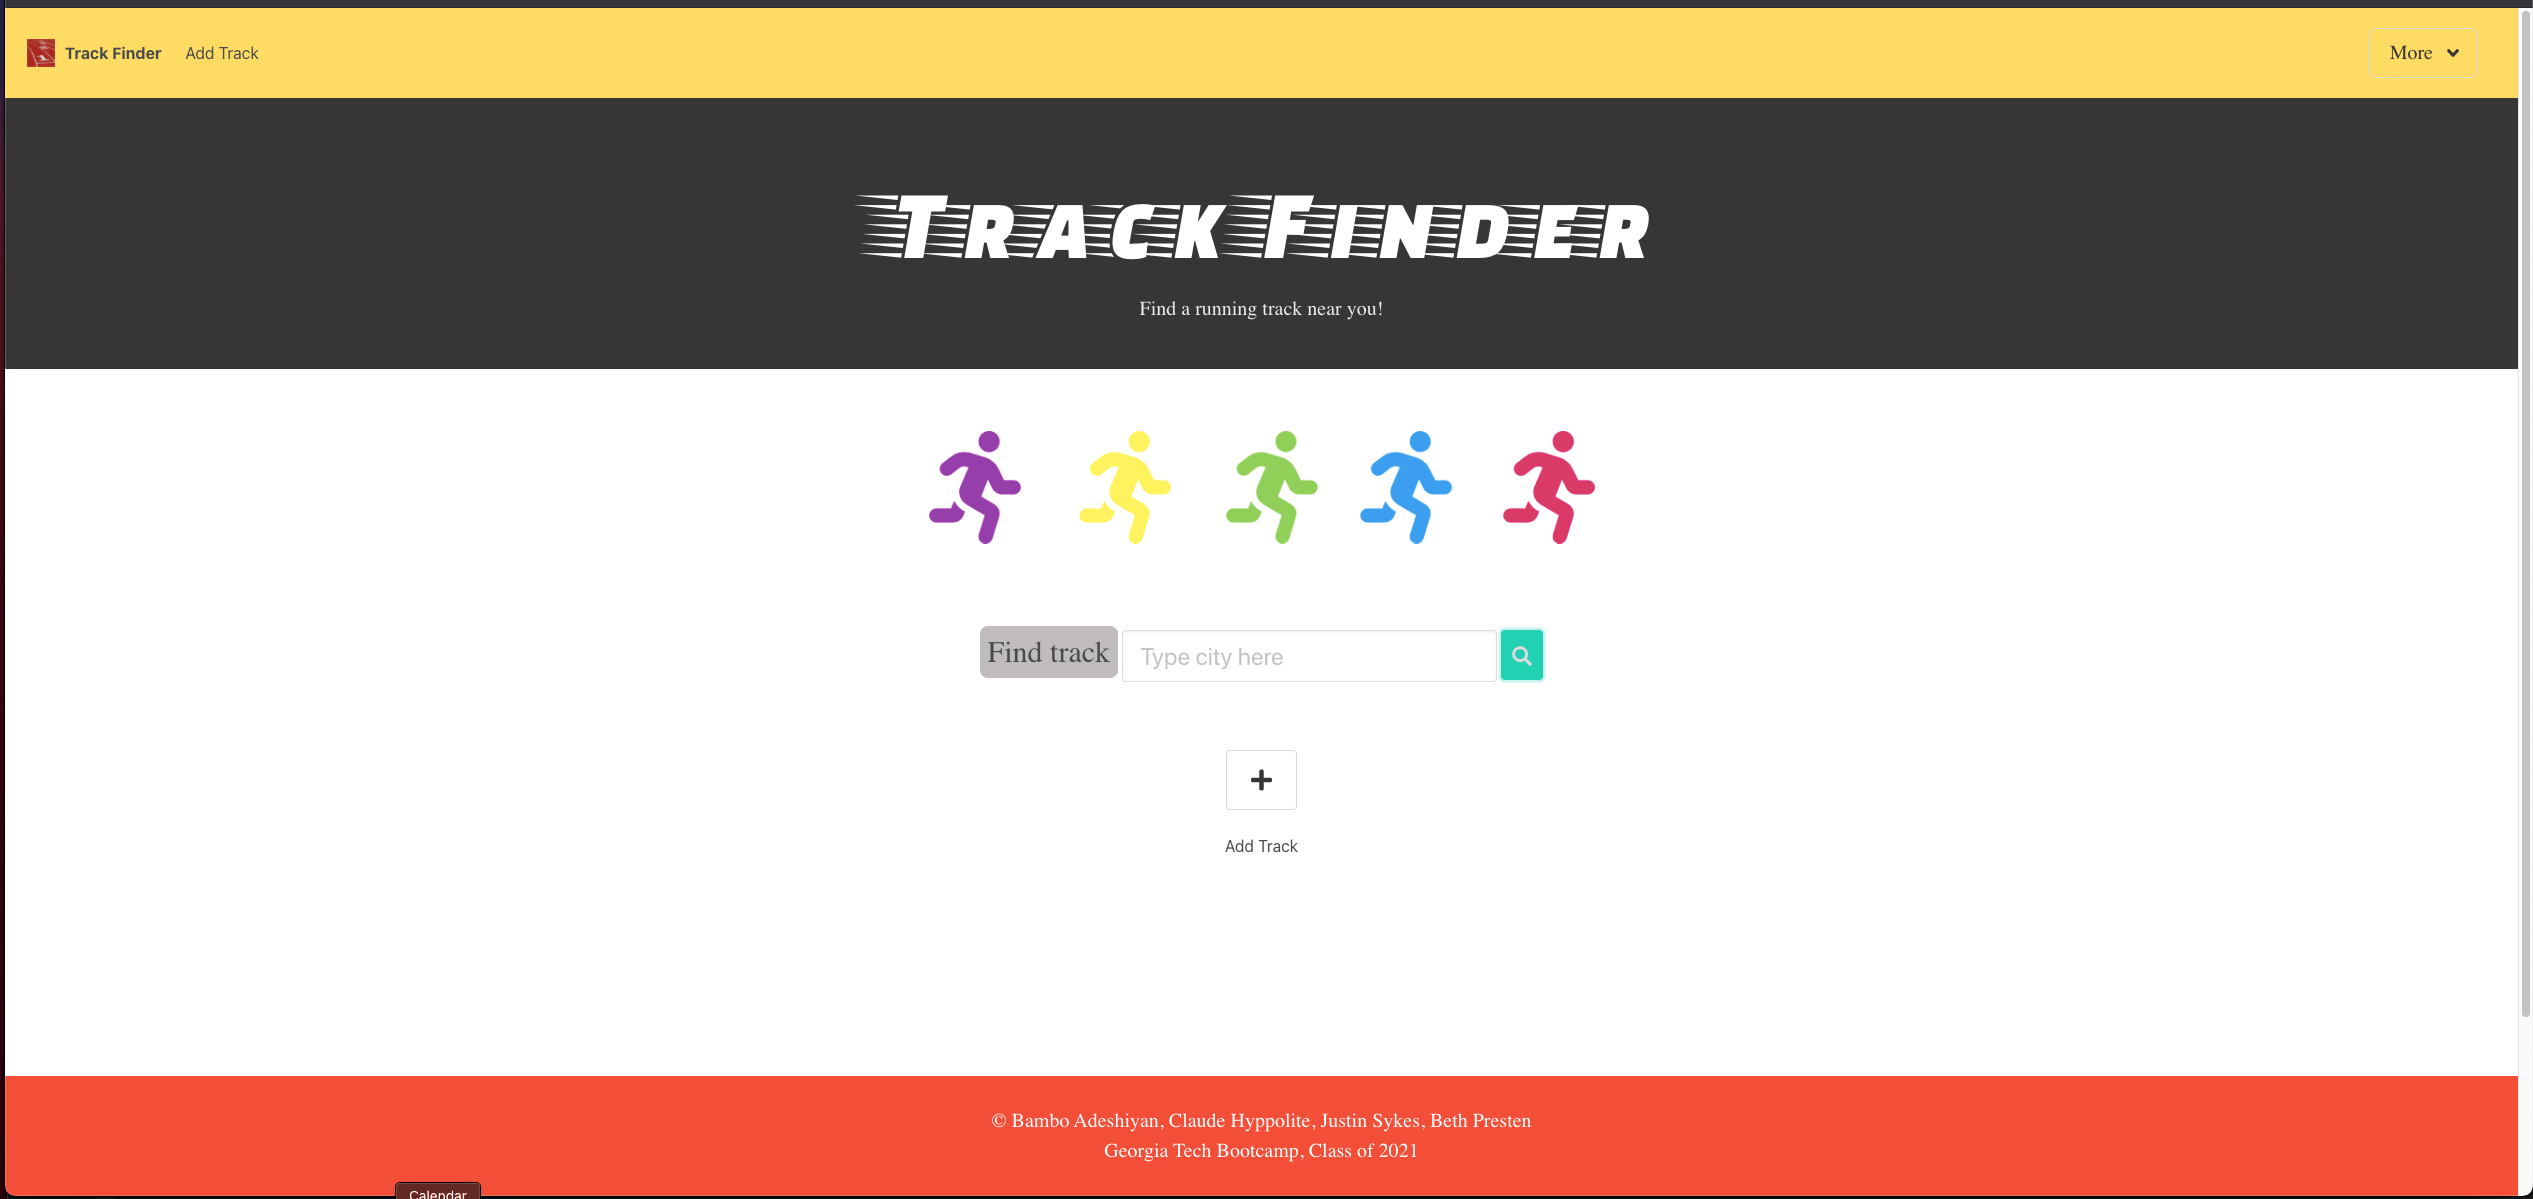 Track Finder
Add Track
More
Track Finder
Find a running track near you!
Find track
Type city here
Add Track
© Bambo Adeshiyan, Claude Hyppolite, Justin Sykes, Beth Presten
Georgia Tech Bootcamp, Class of 2021
Calendar